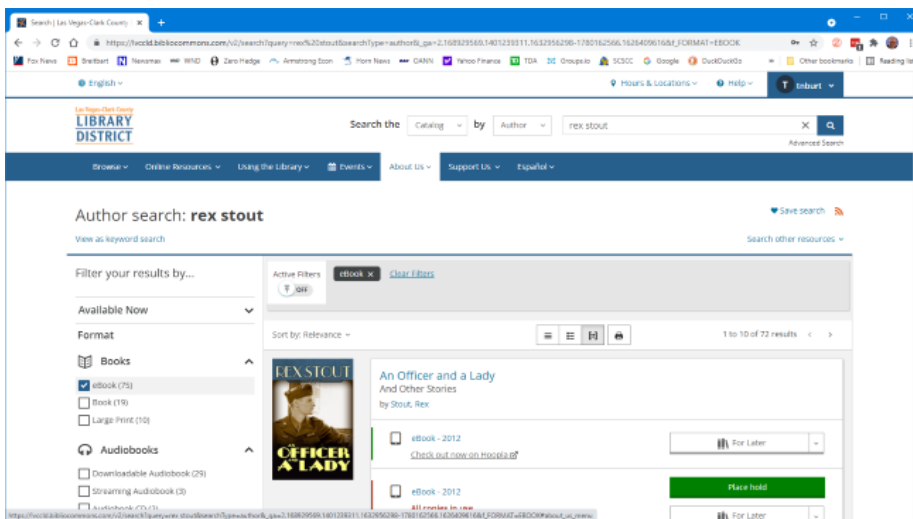 Search | Las Vegas-Clark County
https://lvccld.bibliocommons.com/v2/search?query=rex%20stout&searchType=author&_ga=2.168929569.1401239311.1632956298-1780162566.1626409616&f_FORMAT=EBOOK
Fox News Breitbart Newsmax WND Zero Hedge Armstrong Econ Horn News OANN Yahoo Finance TDA Groups.io SCSCC Google DuckDuckGo Other bookmarks Reading list
English Hours & Locations Help T tnburt
Las Vegas-Clark County
LIBRARY
DISTRICT
Search the Catalog by Author rex stout
Advanced Search
Browse Online Resources Using the Library Events About Us Support Us Español
Author search: rex stout
Save search
View as keyword search
Search other resources
Filter your results by...
Active Filters eBook × Clear Filters
OFF
Available Now
Format
Sort by: Relevance
1 to 10 of 72 results
Books
eBook (75)
Book (19)
Large Print (10)
Audiobooks
Downloadable Audiobook (29)
Streaming Audiobook (3)
Audiobook CD (2)
REX STOUT
AN
OFFICER
AND
A LADY
An Officer and a Lady
And Other Stories
by Stout, Rex
eBook - 2012
Check out now on Hoopla
For Later
eBook - 2012
All copies in use
Place hold
For Later